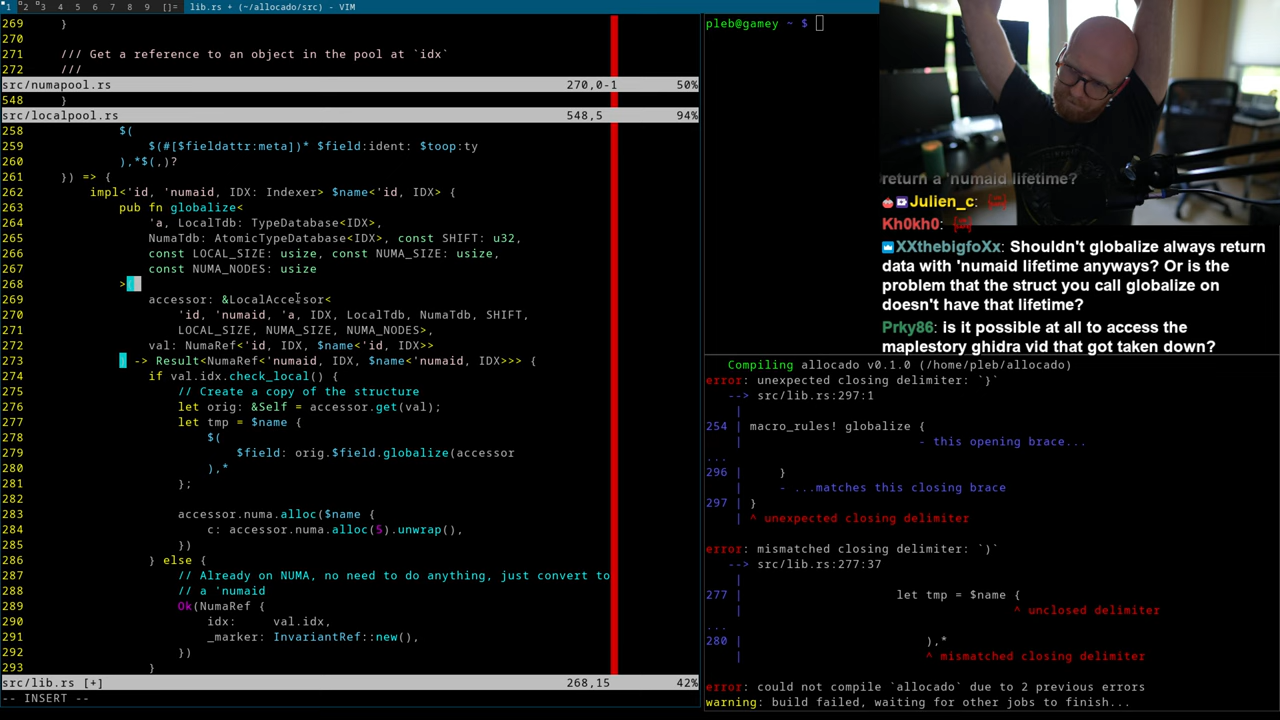 1 2 3 4 5 6 7 8 9 []= lib.rs + (~/allocado/src) - VIM
269 }
270
271 /// Get a reference to an object in the pool at `idx`
272 ///
src/numapool.rs 270,0-1 50%
548 }
src/localpool.rs 548,5 94%
258 $(
259 $(#[$fieldattr:meta])* $field:ident: $toop:ty
260 ),*$(,)?
261 }) => {
262 impl<'id, 'numaid, IDX: Indexer> $name<'id, IDX> {
263 pub fn globalize<
264 'a, LocalTdb: TypeDatabase<IDX>,
265 NumaTdb: AtomicTypeDatabase<IDX>, const SHIFT: u32,
266 const LOCAL_SIZE: usize, const NUMA_SIZE: usize,
267 const NUMA_NODES: usize
268 >(
269 accessor: &LocalAccessor<
270 'id, 'numaid, 'a, IDX, LocalTdb, NumaTdb, SHIFT,
271 LOCAL_SIZE, NUMA_SIZE, NUMA_NODES>,
272 val: NumaRef<'id, IDX, $name<'id, IDX>>
273 ) -> Result<NumaRef<'numaid, IDX, $name<'numaid, IDX>>> {
274 if val.idx.check_local() {
275 // Create a copy of the structure
276 let orig: &Self = accessor.get(val);
277 let tmp = $name {
278 $(
279 $field: orig.$field.globalize(accessor
280 ),*
281 };
282
283 accessor.numa.alloc($name {
284 c: accessor.numa.alloc(5).unwrap(),
285 })
286 } else {
287 // Already on NUMA, no need to do anything, just convert to
288 // a 'numaid
289 Ok(NumaRef {
290 idx: val.idx,
291 _marker: InvariantRef::new(),
292 })
293 }
src/lib.rs [+] 268,15 42%
-- INSERT --
pleb@gamey ~ $
return a 'numaid lifetime?
Julien_c:
Kh0kh0:
XXthebigfoXx: Shouldn't globalize always return
data with 'numaid lifetime anyways? Or is the
problem that the struct you call globalize on
doesn't have that lifetime?
Prky86: is it possible at all to access the
maplestory ghidra vid that got taken down?
Compiling allocado v0.1.0 (/home/pleb/allocado)
error: unexpected closing delimiter: `}`
--> src/lib.rs:297:1
|
254 | macro_rules! globalize {
| - this opening brace...
...
296 | }
| - ...matches this closing brace
297 | }
| ^ unexpected closing delimiter
error: mismatched closing delimiter: `)`
--> src/lib.rs:277:37
|
277 | let tmp = $name {
| ^ unclosed delimiter
...
280 | ),*
| ^ mismatched closing delimiter
error: could not compile `allocado` due to 2 previous errors
warning: build failed, waiting for other jobs to finish...